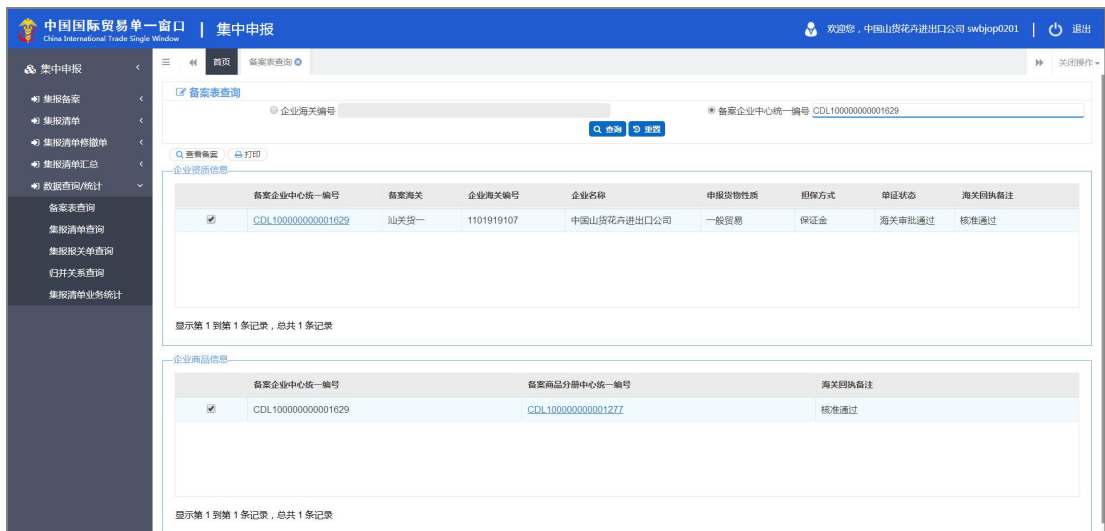 中国国际贸易单一窗口 | 集中申报
China International Trade Single Window
欢迎您，中国山货花卉进出口公司 swbjop0201 | 退出
集中申报
首页 备案表查询 关闭操作
集报备案
集报清单
集报清单修撤单
集报清单汇总
数据查询/统计
备案表查询
集报清单查询
集报报关单查询
归并关系查询
集报清单业务统计
备案表查询
企业海关编号 备案企业中心统一编号 CDL100000000001629
查询 重置
查看备案 打印
企业资质信息
备案企业中心统一编号 备案海关 企业海关编号 企业名称 申报货物性质 担保方式 单证状态 海关回执备注
CDL100000000001629 汕关货一 1101919107 中国山货花卉进出口公司 一般贸易 保证金 海关审批通过 核准通过
显示第 1 到第 1 条记录，总共 1 条记录
企业商品信息
备案企业中心统一编号 备案商品分册中心统一编号 海关回执备注
CDL100000000001629 CDL100000000001277 核准通过
显示第 1 到第 1 条记录，总共 1 条记录